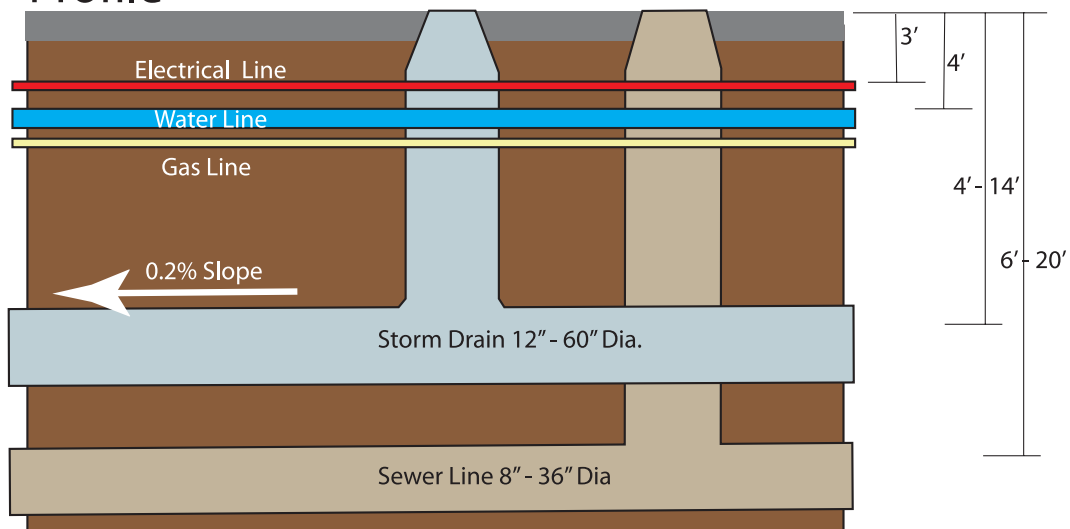 Profile
3’
4’
Electrical Line
Water Line
Gas Line
4’ - 14’
6’ - 20’
0.2% Slope
Storm Drain 12” - 60” Dia.
Sewer Line 8” - 36” Dia